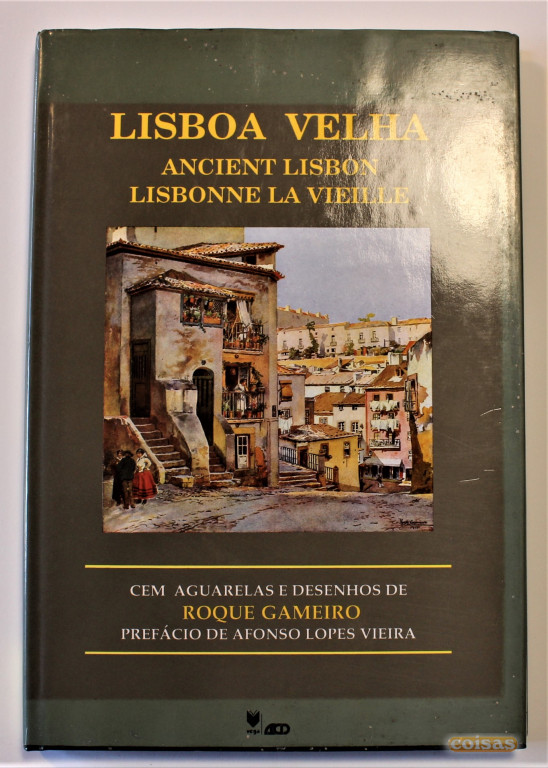 LISBOA VELHA
ANCIENT LISBON
LISBONNE LA VIEILLE
CEM AGUARELAS E DESENHOS DE
ROQUE GAMEIRO
PREFÁCIO DE AFONSO LOPES VIEIRA
coisas